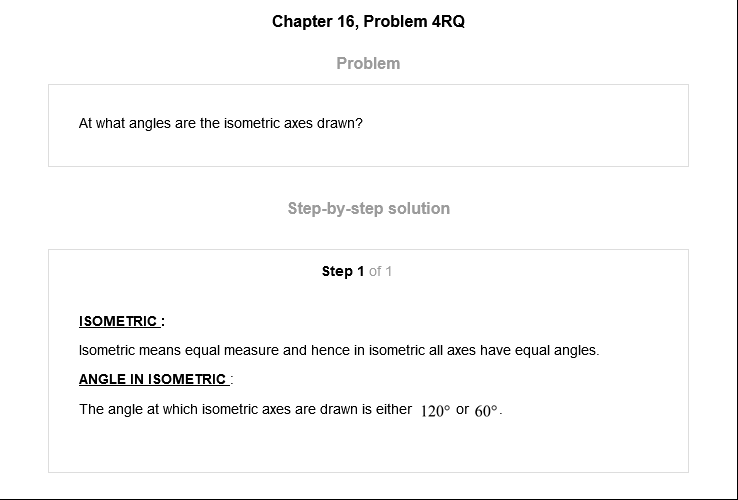 Chapter 16, Problem 4RQ
Problem
At what angles are the isometric axes drawn?
Step-by-step solution
Step 1 of 1
ISOMETRIC :
Isometric means equal measure and hence in isometric all axes have equal angles.
ANGLE IN ISOMETRIC :
The angle at which isometric axes are drawn is either 120° or 60°.